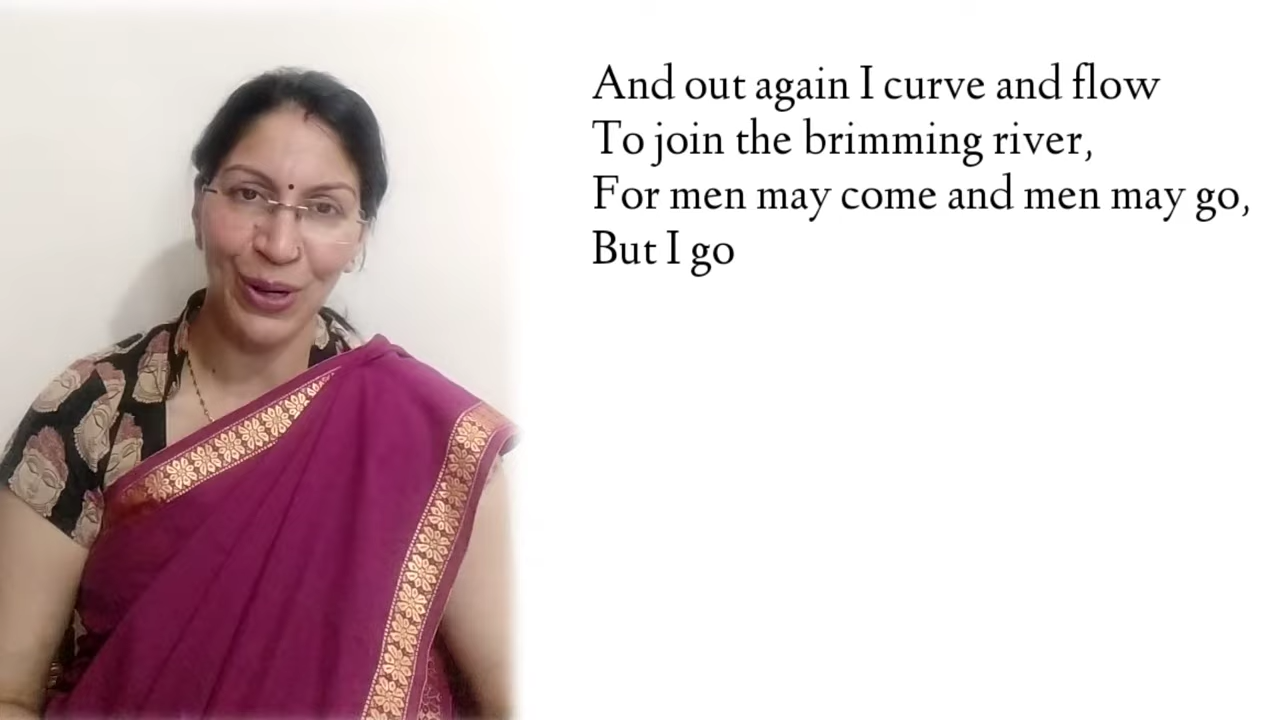 And out again I curve and flow
To join the brimming river,
For men may come and men may go,
But I go